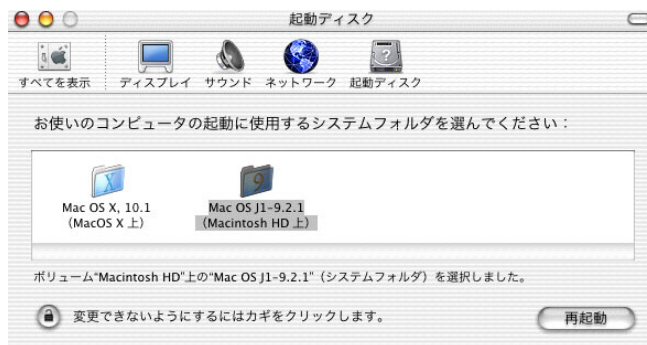 起動ディスク
すべてを表示 ディスプレイ サウンド ネットワーク 起動ディスク
お使いのコンピュータの起動に使用するシステムフォルダを選んでください：
Mac OS X, 10.1 Mac OS J1-9.2.1
（MacOS X 上） （Macintosh HD 上）
ボリューム“Macintosh HD”上の“Mac OS J1-9.2.1”（システムフォルダ）を選択しました。
変更できないようにするにはカギをクリックします。 再起動